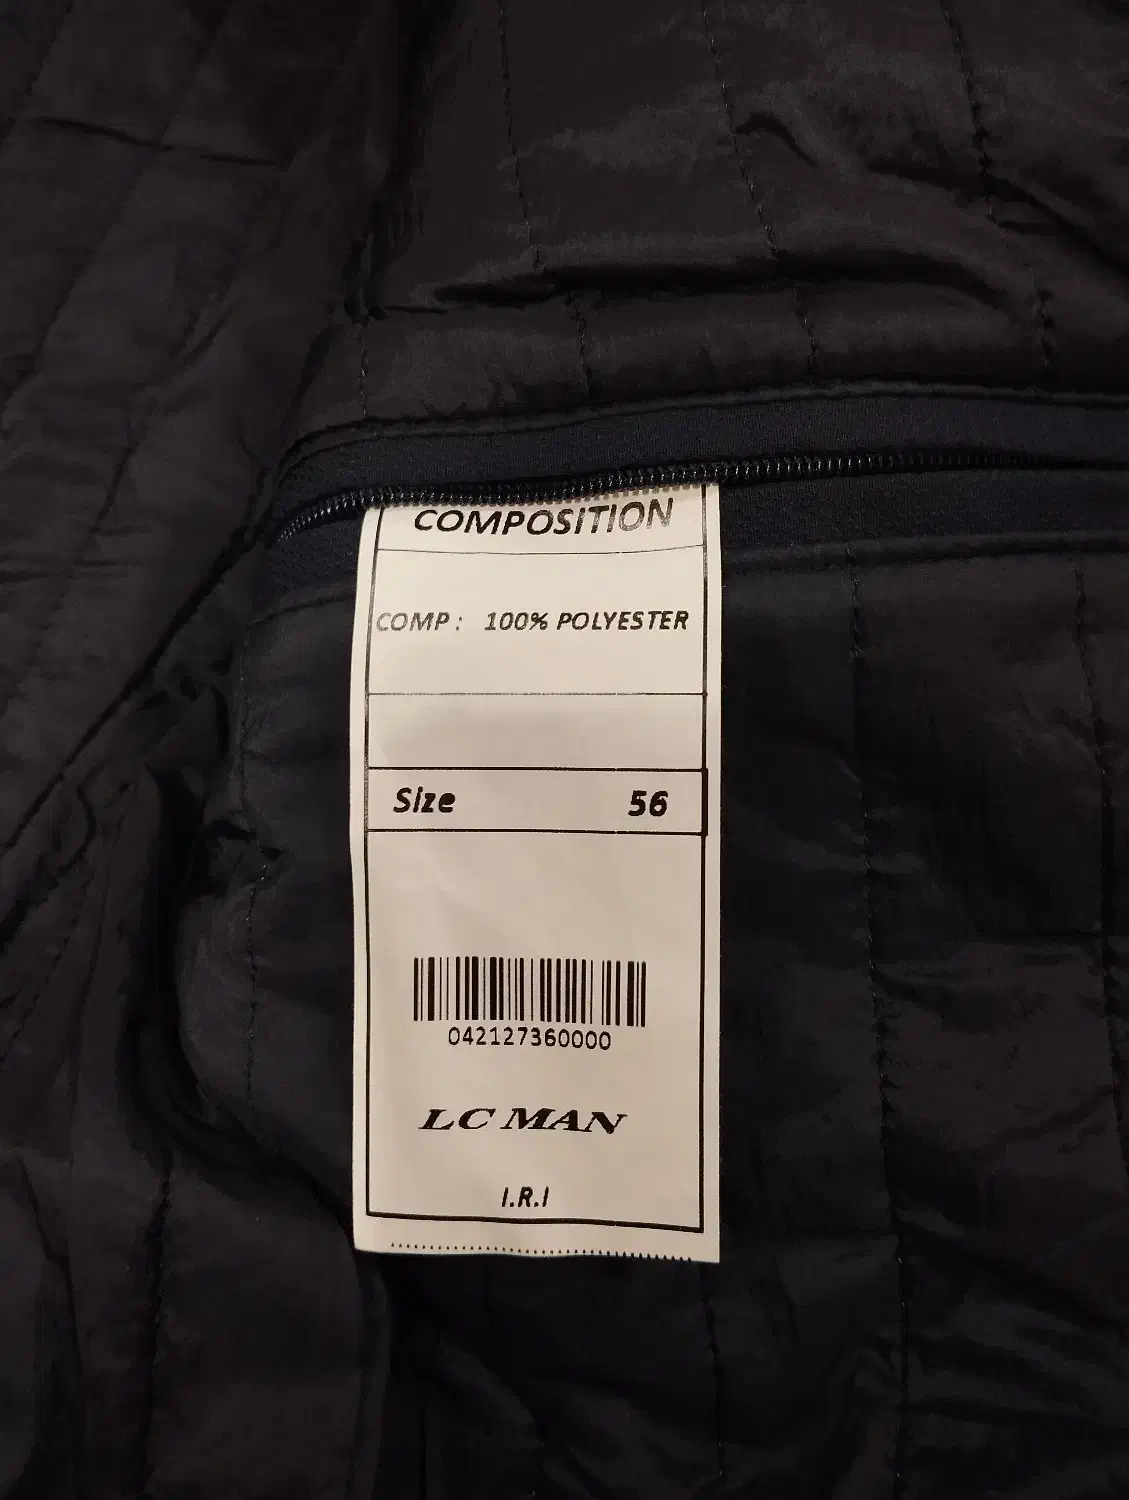 COMPOSITION
COMP : 100% POLYESTER
Size 56
042127360000
LC MAN
I.R.I